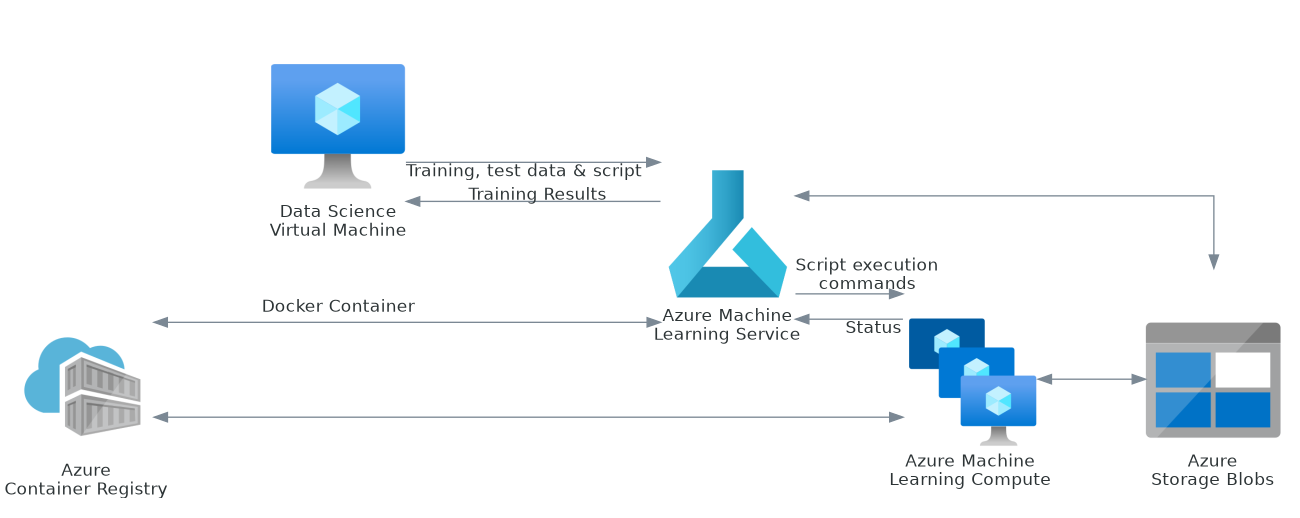 Training, test data & script
Training Results
Data Science
Virtual Machine
Script execution
commands
Docker Container
Azure Machine
Learning Service
Status
Azure
Container Registry
Azure Machine
Learning Compute
Azure
Storage Blobs